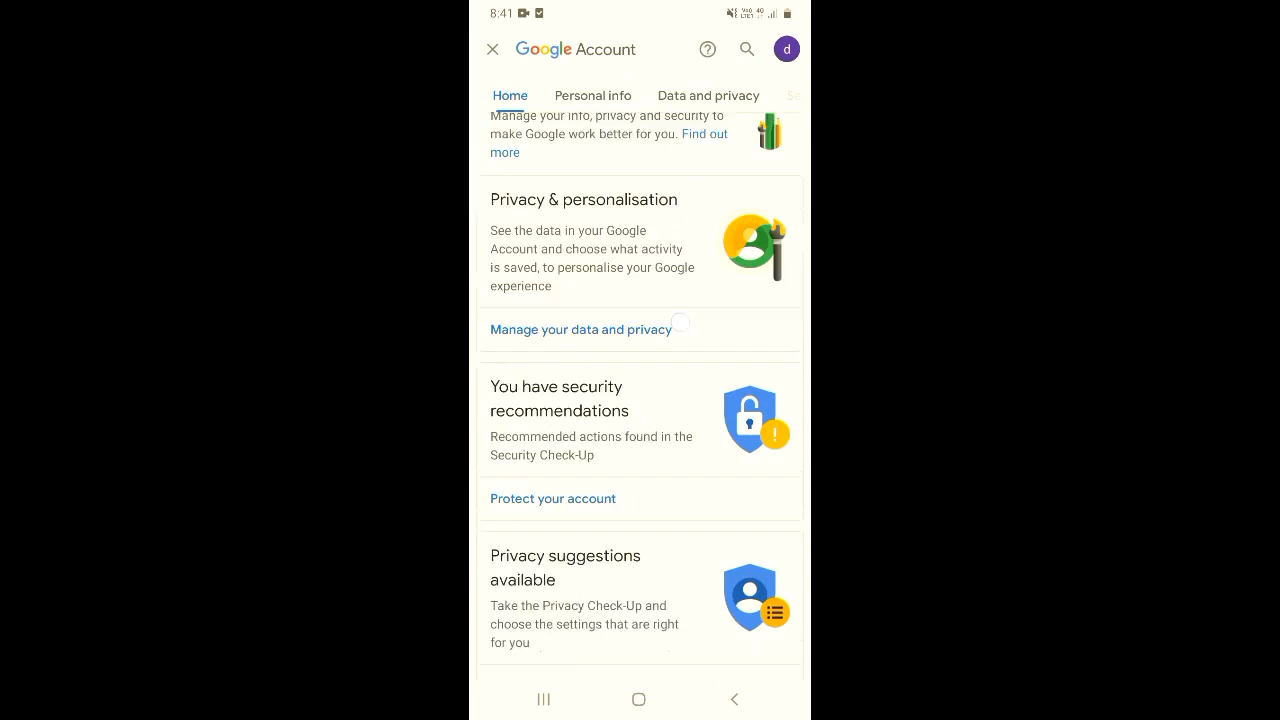 8:41
Google Account
d
Home Personal info Data and privacy Se
Manage your info, privacy and security to
make Google work better for you. Find out
more
Privacy & personalisation
See the data in your Google
Account and choose what activity
is saved, to personalise your Google
experience
Manage your data and privacy
You have security
recommendations
Recommended actions found in the
Security Check-Up
Protect your account
Privacy suggestions
available
Take the Privacy Check-Up and
choose the settings that are right
for you